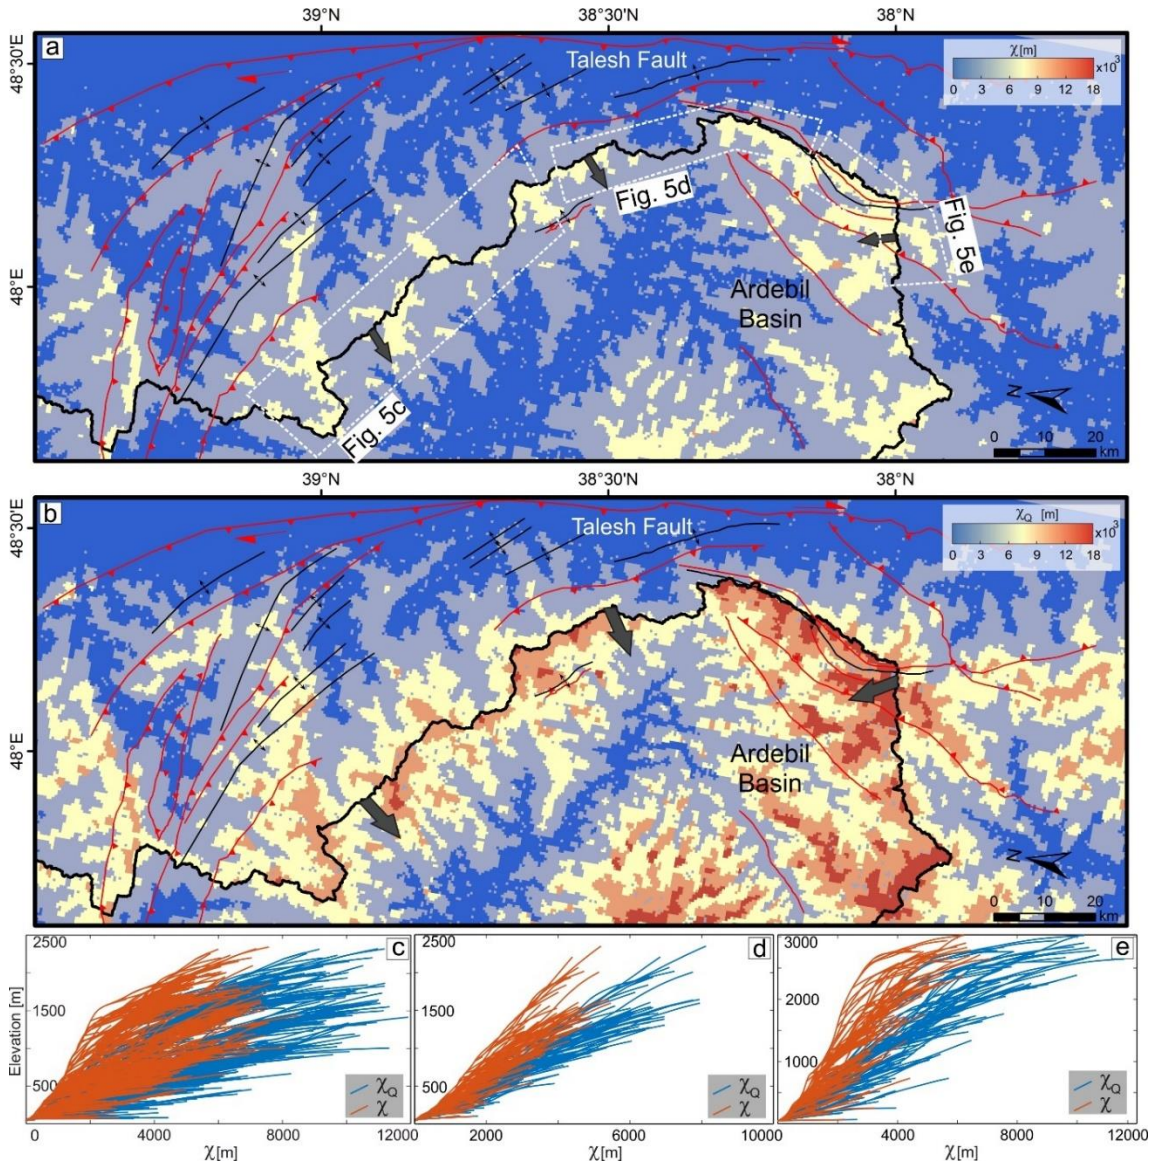 39°N 38°30'N 38°N
a
48°30'E
Talesh Fault
χ[m]
x10³
0 3 6 9 12 18
Fig. 5d
Fig. 5e
48°E
Ardebil
Basin
N
Fig. 5c
0 10 20
km
39°N 38°30'N 38°N
b
48°30'E
Talesh Fault
χQ [m]
x10³
0 3 6 9 12 18
48°E
Ardebil
Basin
N
0 10 20
km
c
2500
1500
500
Elevation [m]
χQ
χ
0 4000 8000 12000
χ[m]
d
2500
1500
500
χQ
χ
2000 6000 10000
χ[m]
e
3000
2000
1000
0
χQ
χ
0 4000 8000 12000
χ[m]